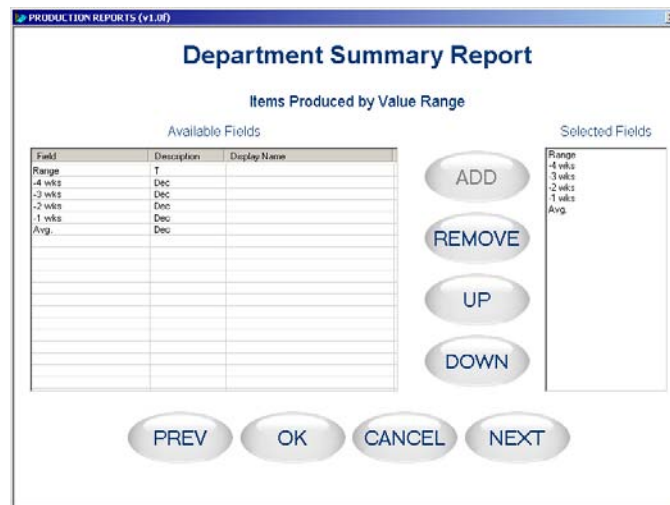 PRODUCTION REPORTS (v1.0f)
Department Summary Report
Items Produced by Value Range
Available Fields
Selected Fields
Field Description Display Name
Range T
-4 wks Dec
-3 wks Dec
-2 wks Dec
-1 wks Dec
Avg. Dec
ADD
REMOVE
UP
DOWN
Range
-4 wks
-3 wks
-2 wks
-1 wks
Avg.
PREV OK CANCEL NEXT